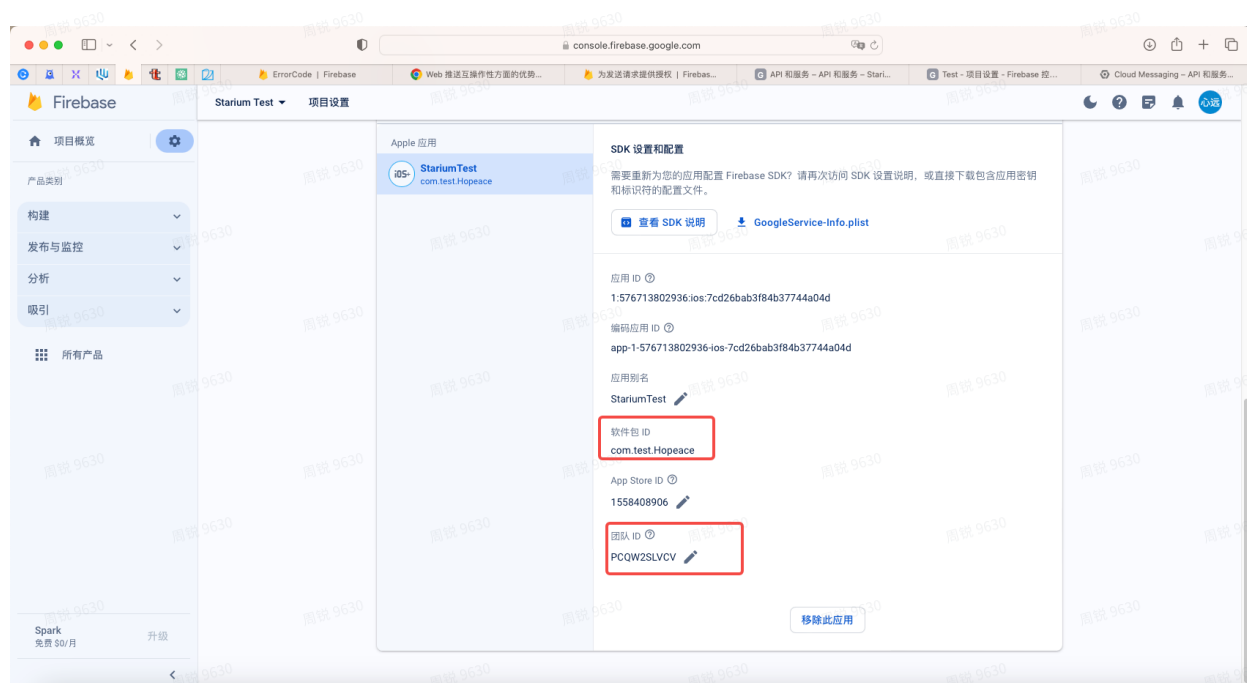 console.firebase.google.com
ErrorCode | Firebase
Web 推送互操作性方面的优势...
为发送请求提供授权 | Firebas...
API 和服务 – API 和服务 – Stari...
Test - 项目设置 - Firebase 控...
Cloud Messaging – API 和服务...
Firebase
Starium Test
项目设置
心远
项目概览
产品类别
构建
发布与监控
分析
吸引
所有产品
Spark
免费 $0/月
升级
Apple 应用
iOS+
StariumTest
com.test.Hopeace
SDK 设置和配置
需要重新为您的应用配置 Firebase SDK？请再次访问 SDK 设置说明，或直接下载包含应用密钥
和标识符的配置文件。
查看 SDK 说明
GoogleService-Info.plist
应用 ID
1:576713802936:ios:7cd26bab3f84b37744a04d
编码应用 ID
app-1-576713802936-ios-7cd26bab3f84b37744a04d
应用别名
StariumTest
软件包 ID
com.test.Hopeace
App Store ID
1558408906
团队 ID
PCQW2SLVCV
移除此应用
周锐 9630